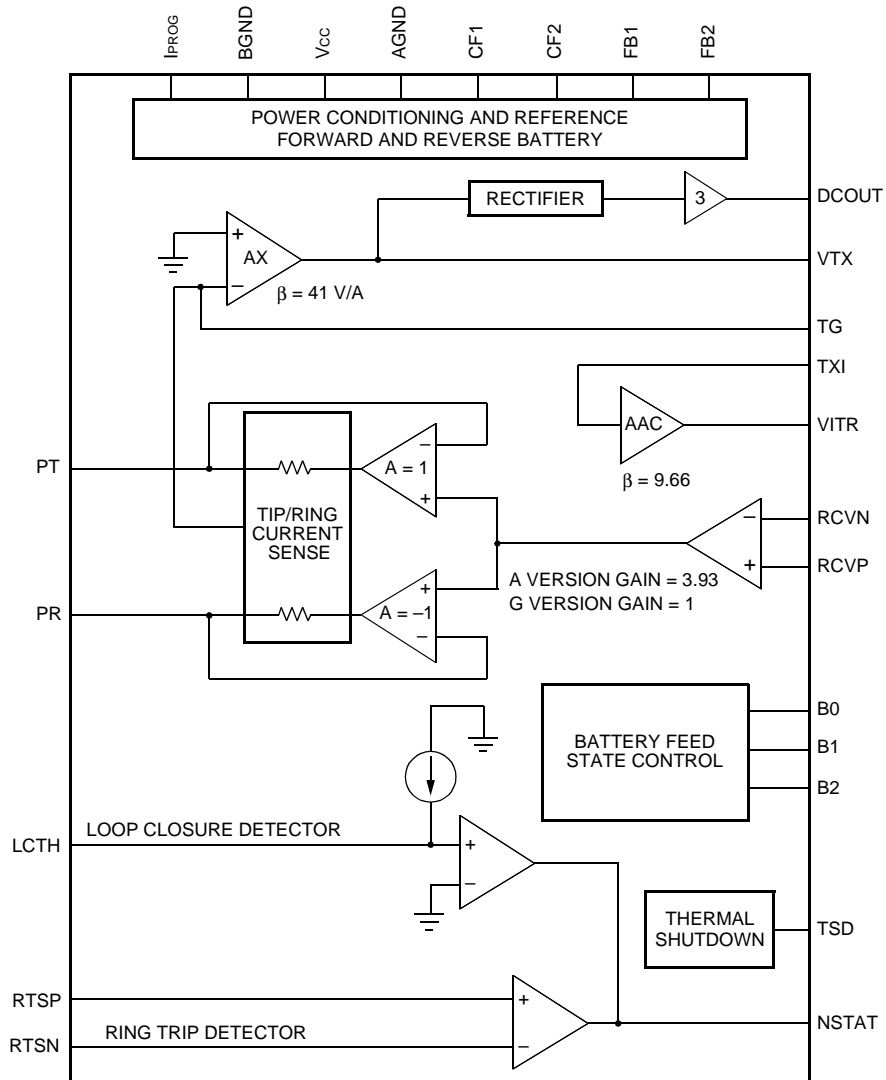 IPROG
BGND
VCC
AGND
CF1
CF2
FB1
FB2
POWER CONDITIONING AND REFERENCE
FORWARD AND REVERSE BATTERY
RECTIFIER
3
DCOUT
+
AX
–
β = 41 V/A
VTX
TG
TXI
AAC
VITR
β = 9.66
PT
–
A = 1
+
TIP/RING
CURRENT
SENSE
–
RCVN
+
RCVP
A VERSION GAIN = 3.93
G VERSION GAIN = 1
PR
+
A = –1
–
B0
BATTERY FEED
STATE CONTROL
B1
B2
LCTH
LOOP CLOSURE DETECTOR
+
–
THERMAL
SHUTDOWN
TSD
RTSP
+
NSTAT
RTSN
RING TRIP DETECTOR
–